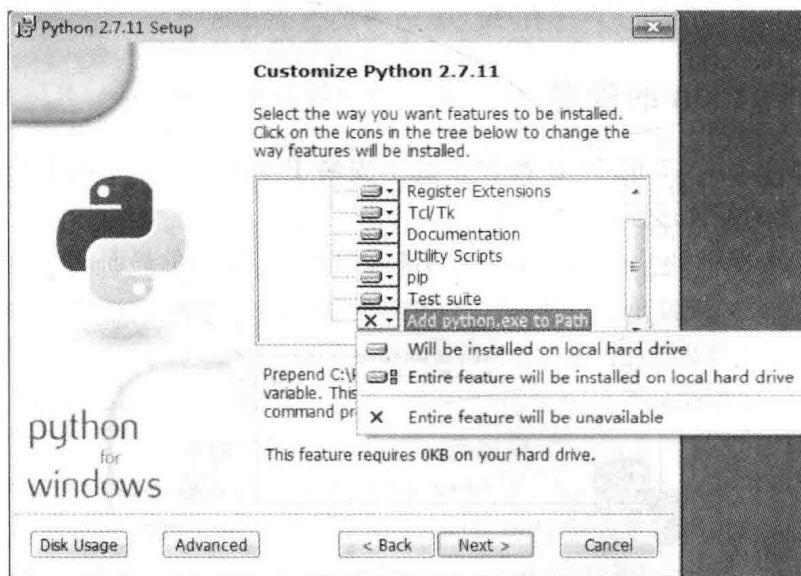 Python 2.7.11 Setup
Customize Python 2.7.11
Select the way you want features to be installed.
Click on the icons in the tree below to change the
way features will be installed.
Register Extensions
Tcl/Tk
Documentation
Utility Scripts
pip
Test suite
Add python.exe to Path
Will be installed on local hard drive
Entire feature will be installed on local hard drive
Entire feature will be unavailable
Prepend C:\
variable. This
command pr
This feature requires 0KB on your hard drive.
python
for
windows
Disk Usage
Advanced
< Back
Next >
Cancel